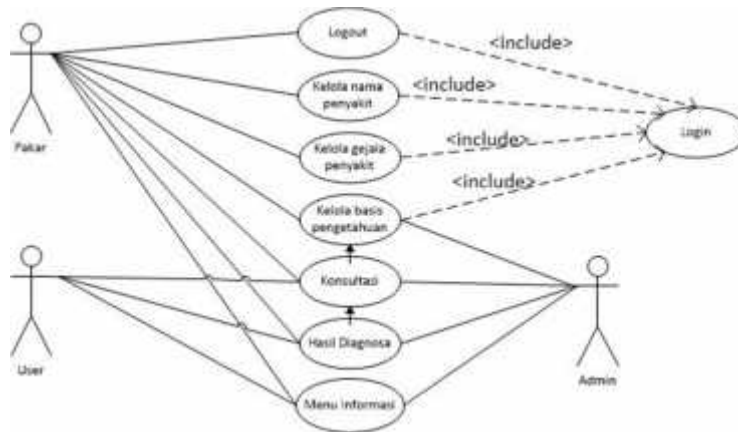 Logout
<include>
Kelola nama
penyakit
<include>
Login
Pakar
Kelola gejala
penyakit
<include>
<include>
Kelola basis
pengetahuan
Konsultasi
User
Hasil Diagnosa
Admin
Menu Informasi